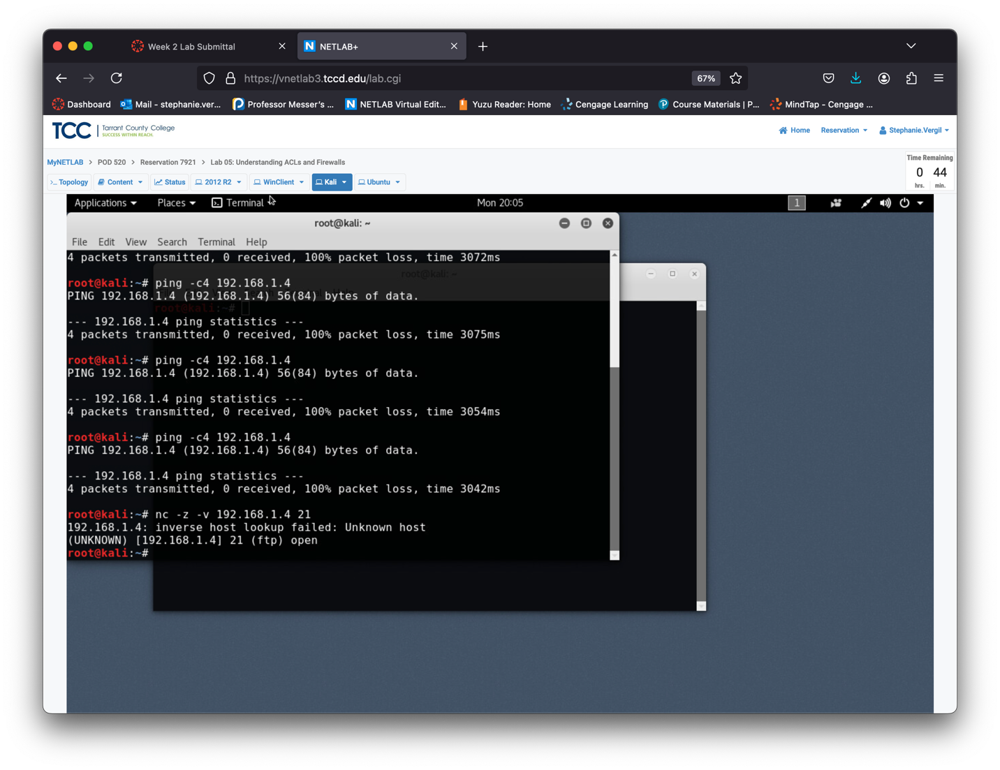 Week 2 Lab Submittal
NETLAB+
https://vnetlab3.tccd.edu/lab.cgi
67%
Dashboard
Mail - stephanie.ver...
Professor Messer's ...
NETLAB Virtual Edit...
Yuzu Reader: Home
Cengage Learning
Course Materials | P...
MindTap - Cengage ...
TCC
Tarrant County College
SUCCESS WITHIN REACH.
Home
Reservation
Stephanie.Vergil
MyNETLAB > POD 520 > Reservation 7921 > Lab 05: Understanding ACLs and Firewalls
Time Remaining
0 44
hrs. min.
Topology
Content
Status
2012 R2
WinClient
Kali
Ubuntu
Applications
Places
Terminal
Mon 20:05
1
root@kali: ~
File Edit View Search Terminal Help
4 packets transmitted, 0 received, 100% packet loss, time 3072ms
root@kali: ~
root@kali:~# ping -c4 192.168.1.4
PING 192.168.1.4 (192.168.1.4) 56(84) bytes of data.
root@kali:~#
--- 192.168.1.4 ping statistics ---
4 packets transmitted, 0 received, 100% packet loss, time 3075ms
root@kali:~# ping -c4 192.168.1.4
PING 192.168.1.4 (192.168.1.4) 56(84) bytes of data.
--- 192.168.1.4 ping statistics ---
4 packets transmitted, 0 received, 100% packet loss, time 3054ms
root@kali:~# ping -c4 192.168.1.4
PING 192.168.1.4 (192.168.1.4) 56(84) bytes of data.
--- 192.168.1.4 ping statistics ---
4 packets transmitted, 0 received, 100% packet loss, time 3042ms
root@kali:~# nc -z -v 192.168.1.4 21
192.168.1.4: inverse host lookup failed: Unknown host
(UNKNOWN) [192.168.1.4] 21 (ftp) open
root@kali:~#